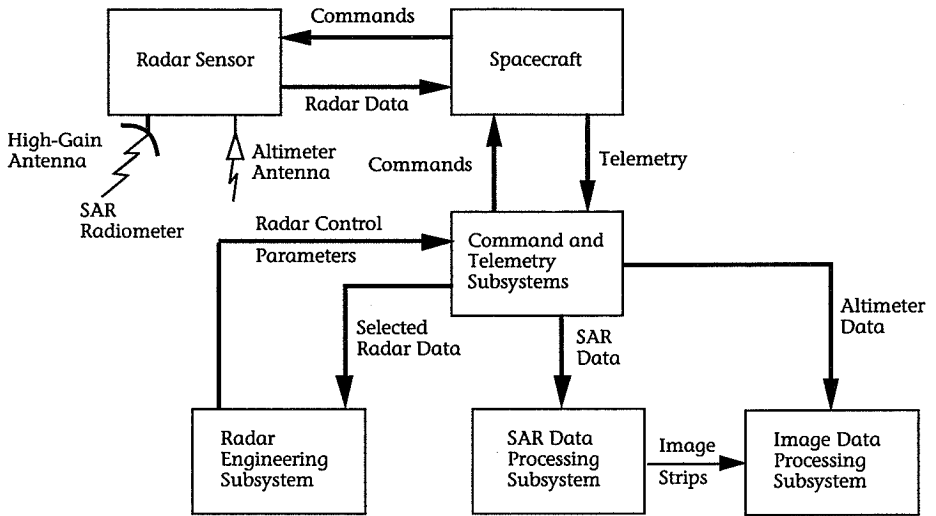 Commands
Radar Sensor
Spacecraft
Radar Data
High-Gain
Antenna
Altimeter
Antenna
Commands
Telemetry
SAR
Radiometer
Radar Control
Parameters
Command and
Telemetry
Subsystems
Altimeter
Data
Selected
Radar Data
SAR
Data
Radar
Engineering
Subsystem
SAR Data
Processing
Subsystem
Image
Strips
Image Data
Processing
Subsystem